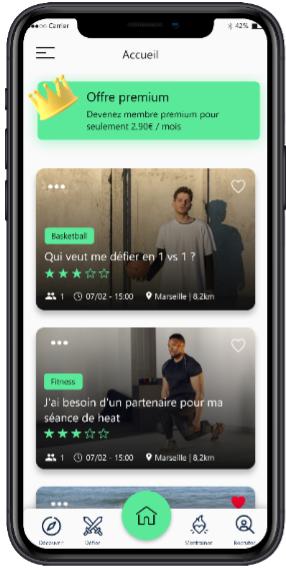 Carrier
42%
Accueil
Offre premium
Devenez membre premium pour
seulement 2.90€ / mois
Basketball
Qui veut me défier en 1 vs 1 ?
1 07/02 - 15:00 Marseille | 8,2km
Fitness
J'ai besoin d'un partenaire pour ma
séance de heat
1 07/02 - 15:00 Marseille | 8,2km
Découvrir Défier M'entrainer Recruter